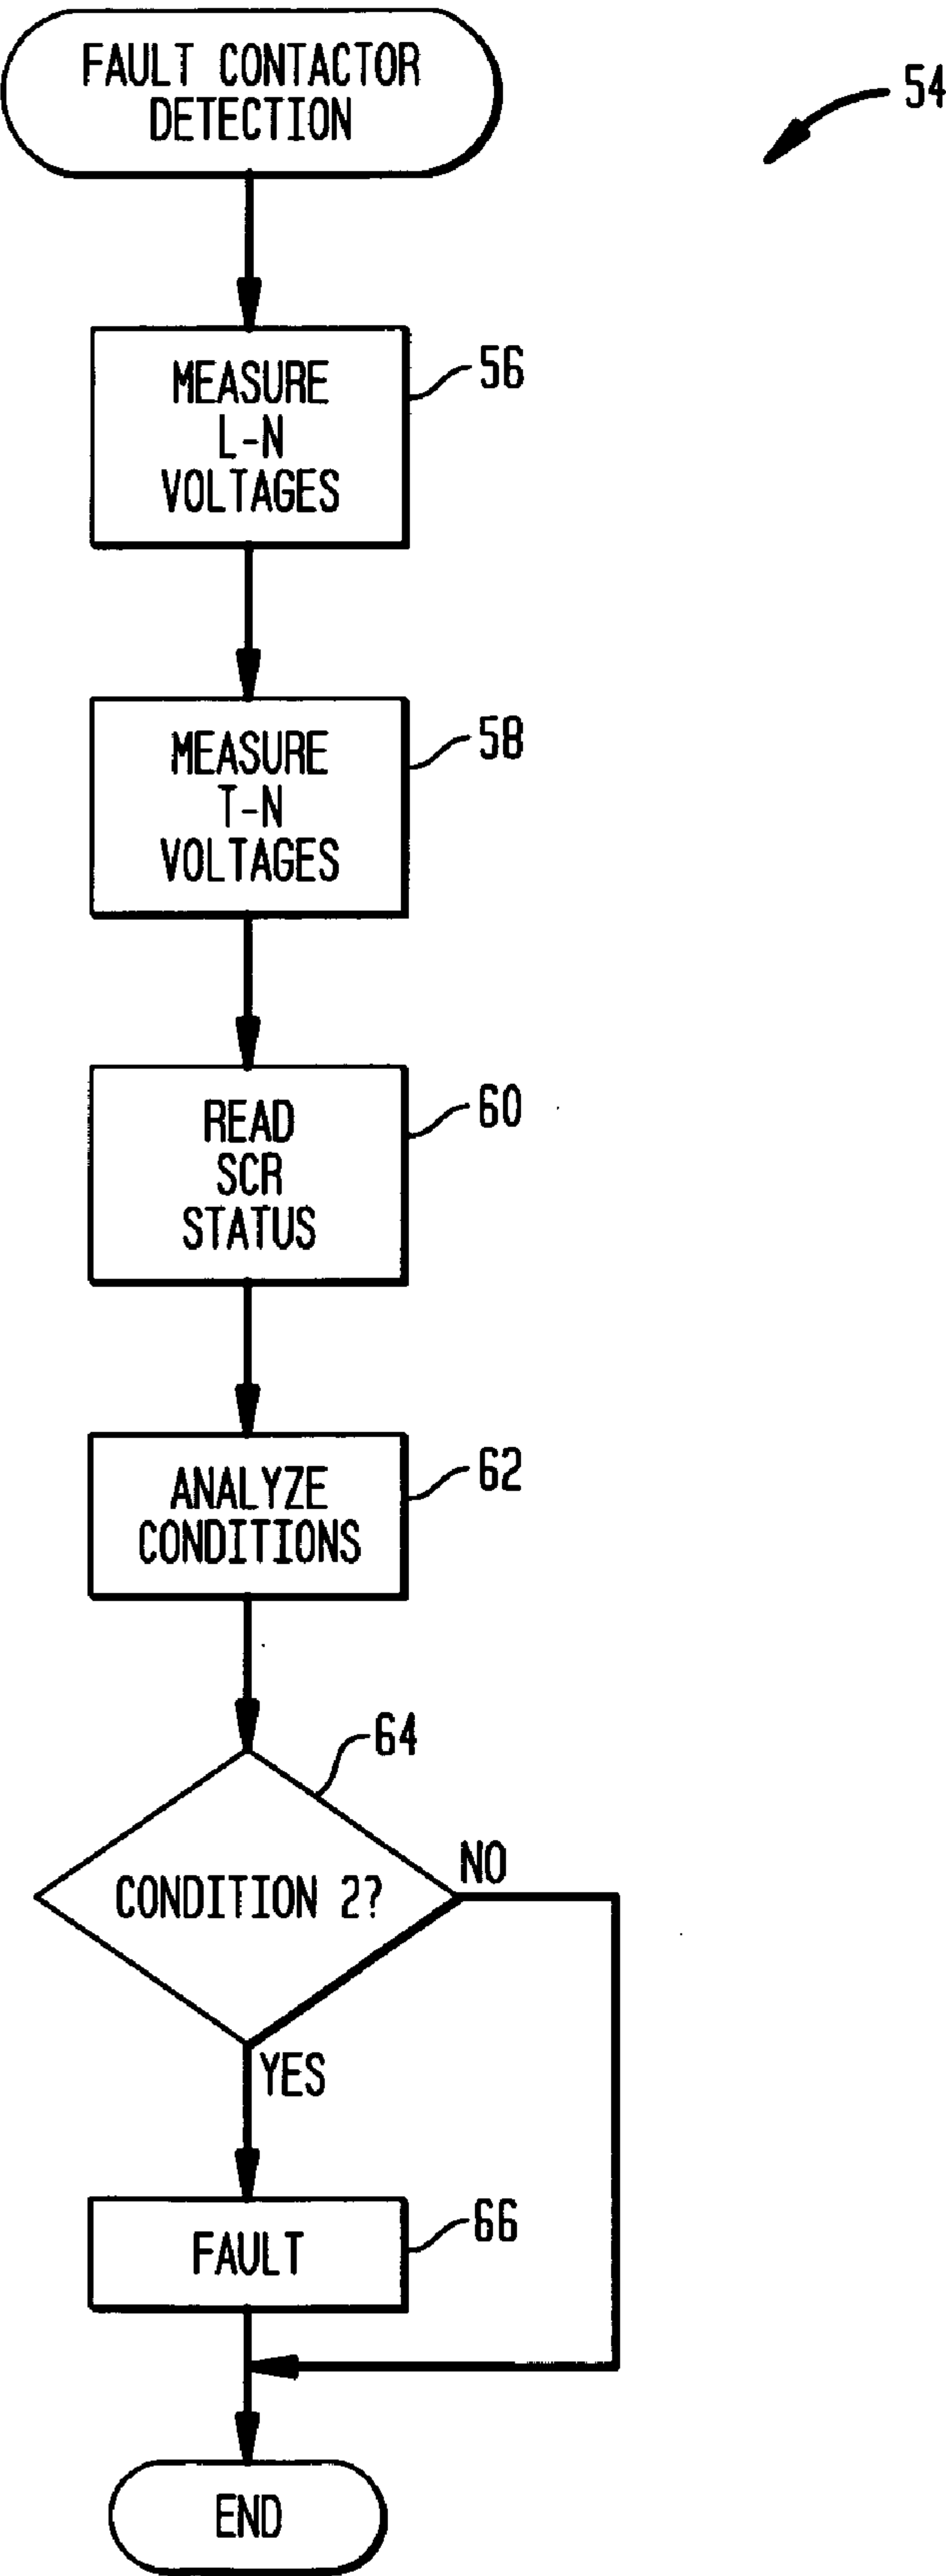 FAULT CONTACTOR
DETECTION
54
MEASURE
L-N
VOLTAGES
56
MEASURE
T-N
VOLTAGES
58
READ
SCR
STATUS
60
ANALYZE
CONDITIONS
62
64
CONDITION 2?
NO
YES
FAULT
66
END